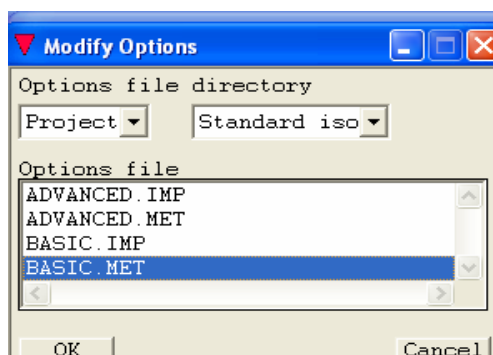 Modify Options
Options file directory
Project Standard iso
Options file
ADVANCED.IMP
ADVANCED.MET
BASIC.IMP
BASIC.MET
OK Cancel